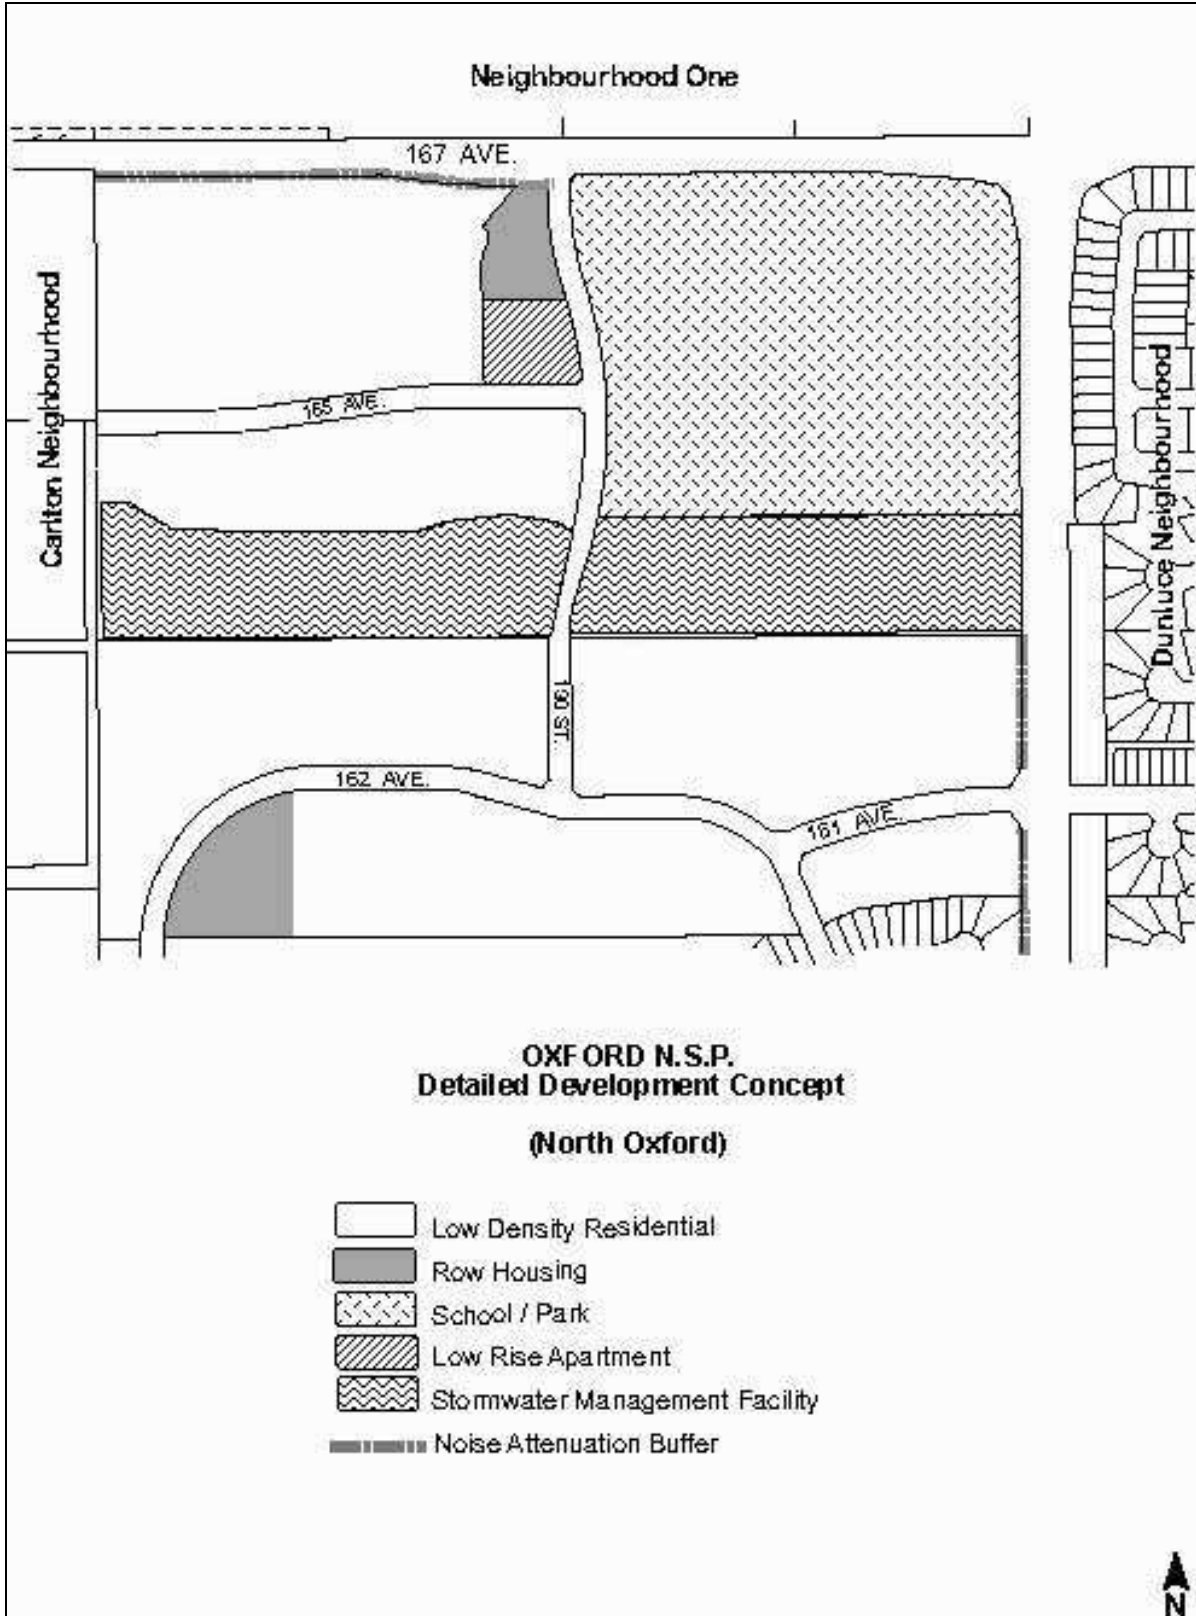 Neighbourhood One
167 AVE.
Carlton Neighbourhood
165 AVE.
Dunluce Neighbourhood
ST.
162 AVE.
161 AVE.
OXFORD N.S.P.
Detailed Development Concept
(North Oxford)
Low Density Residential
Row Housing
School / Park
Low Rise Apartment
Stormwater Management Facility
Noise Attenuation Buffer
N